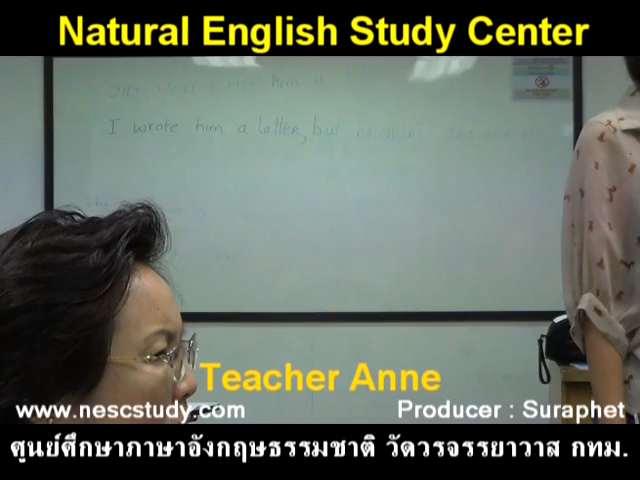 Natural English Study Center
him
I wrote him a letter, but
Teacher Anne
www.nescstudy.com
Producer : Suraphet
ศูนย์ศึกษาภาษาอังกฤษธรรมชาติ วัดวรจรรยาวาส กทม.